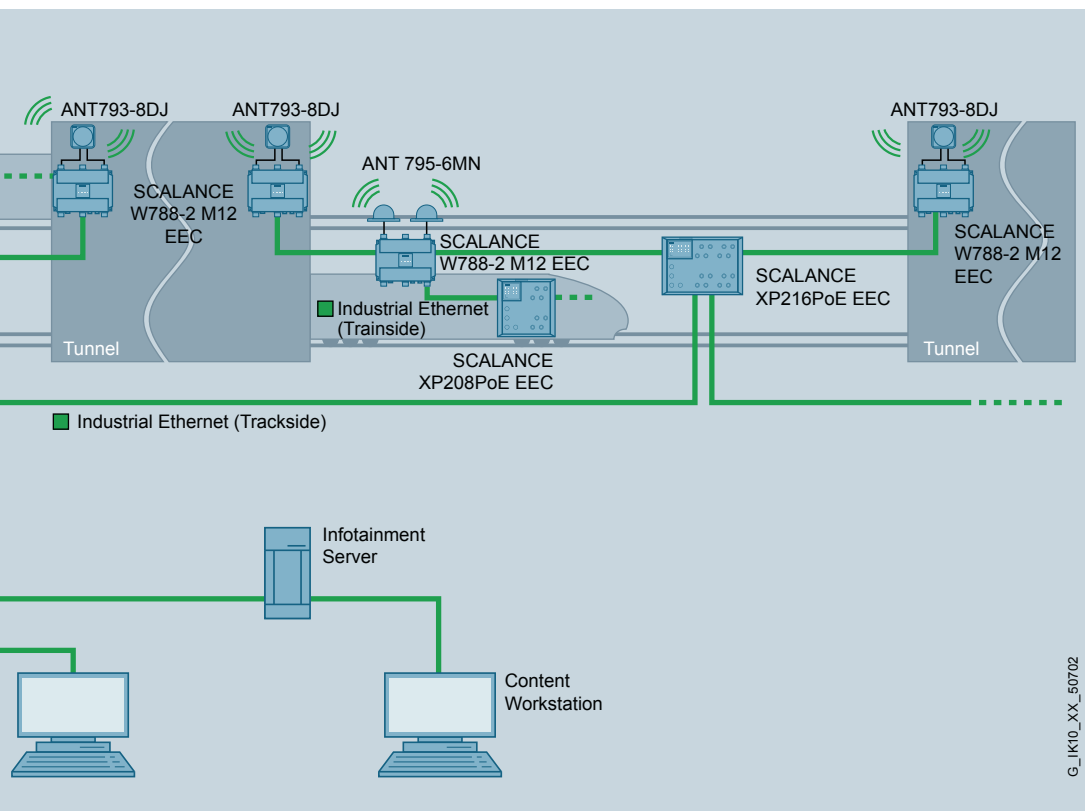 ANT793-8DJ
ANT793-8DJ
ANT793-8DJ
ANT 795-6MN
SCALANCE
W788-2 M12
EEC
SCALANCE
W788-2 M12 EEC
SCALANCE
XP216PoE EEC
SCALANCE
W788-2 M12
EEC
Industrial Ethernet
(Trainside)
Tunnel
SCALANCE
XP208PoE EEC
Tunnel
Industrial Ethernet (Trackside)
Infotainment
Server
Content
Workstation
G_IK10_XX_50702